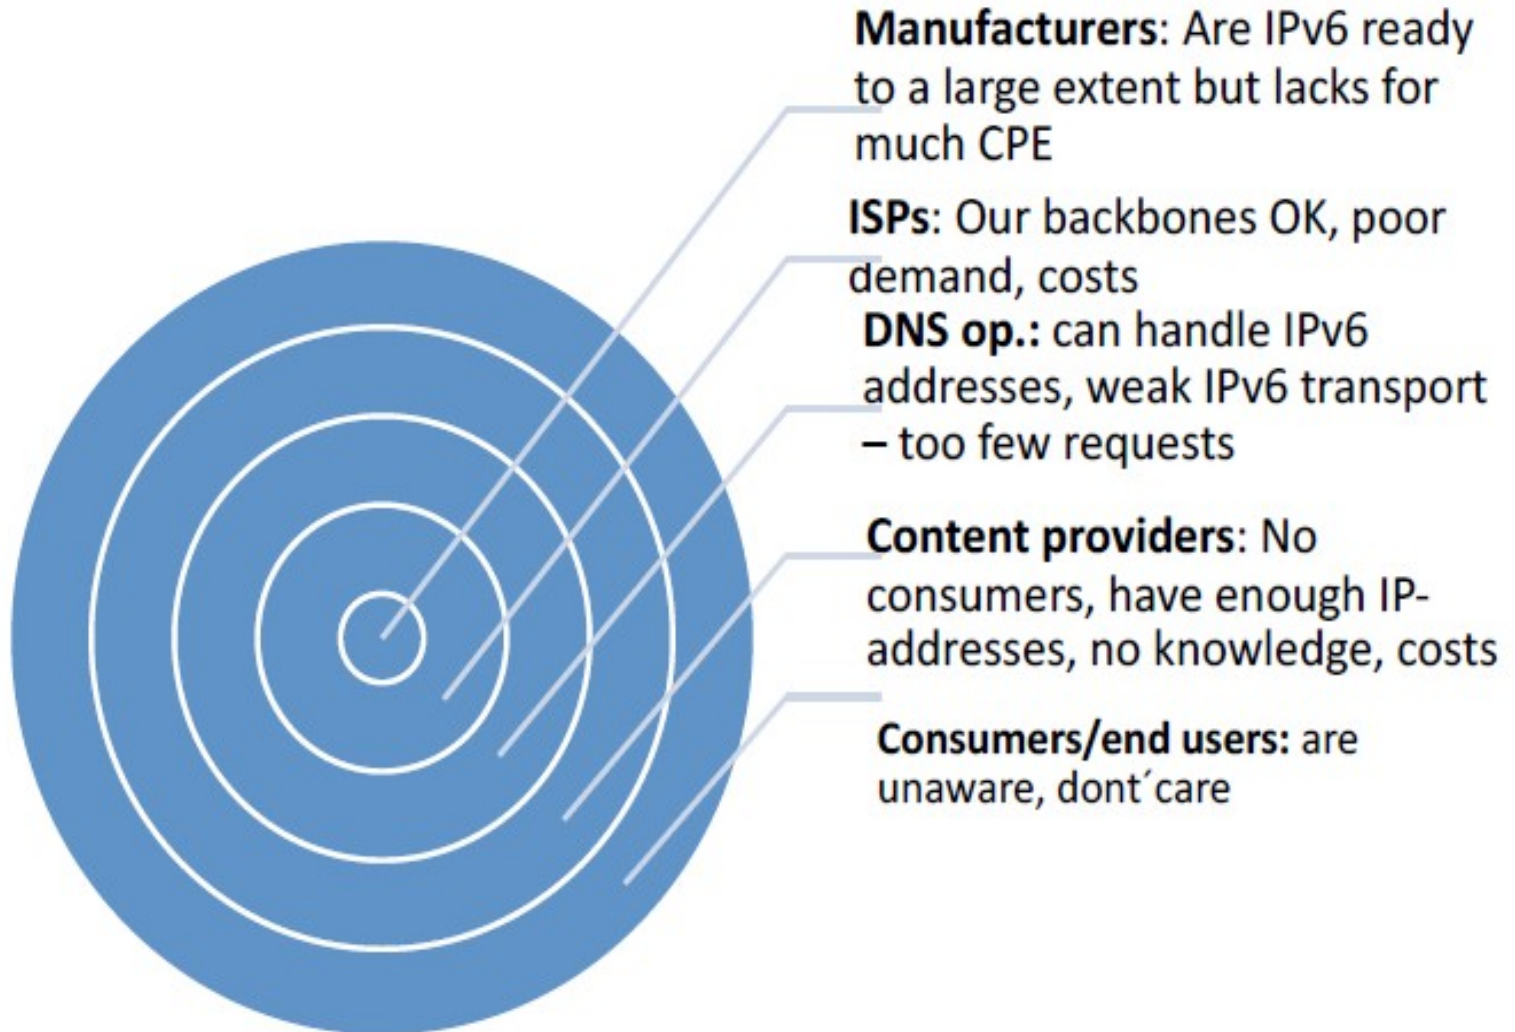 Manufacturers: Are IPv6 ready
to a large extent but lacks for
much CPE
ISPs: Our backbones OK, poor
demand, costs
DNS op.: can handle IPv6
addresses, weak IPv6 transport
– too few requests
Content providers: No
consumers, have enough IP-
addresses, no knowledge, costs
Consumers/end users: are
unaware, dont´care